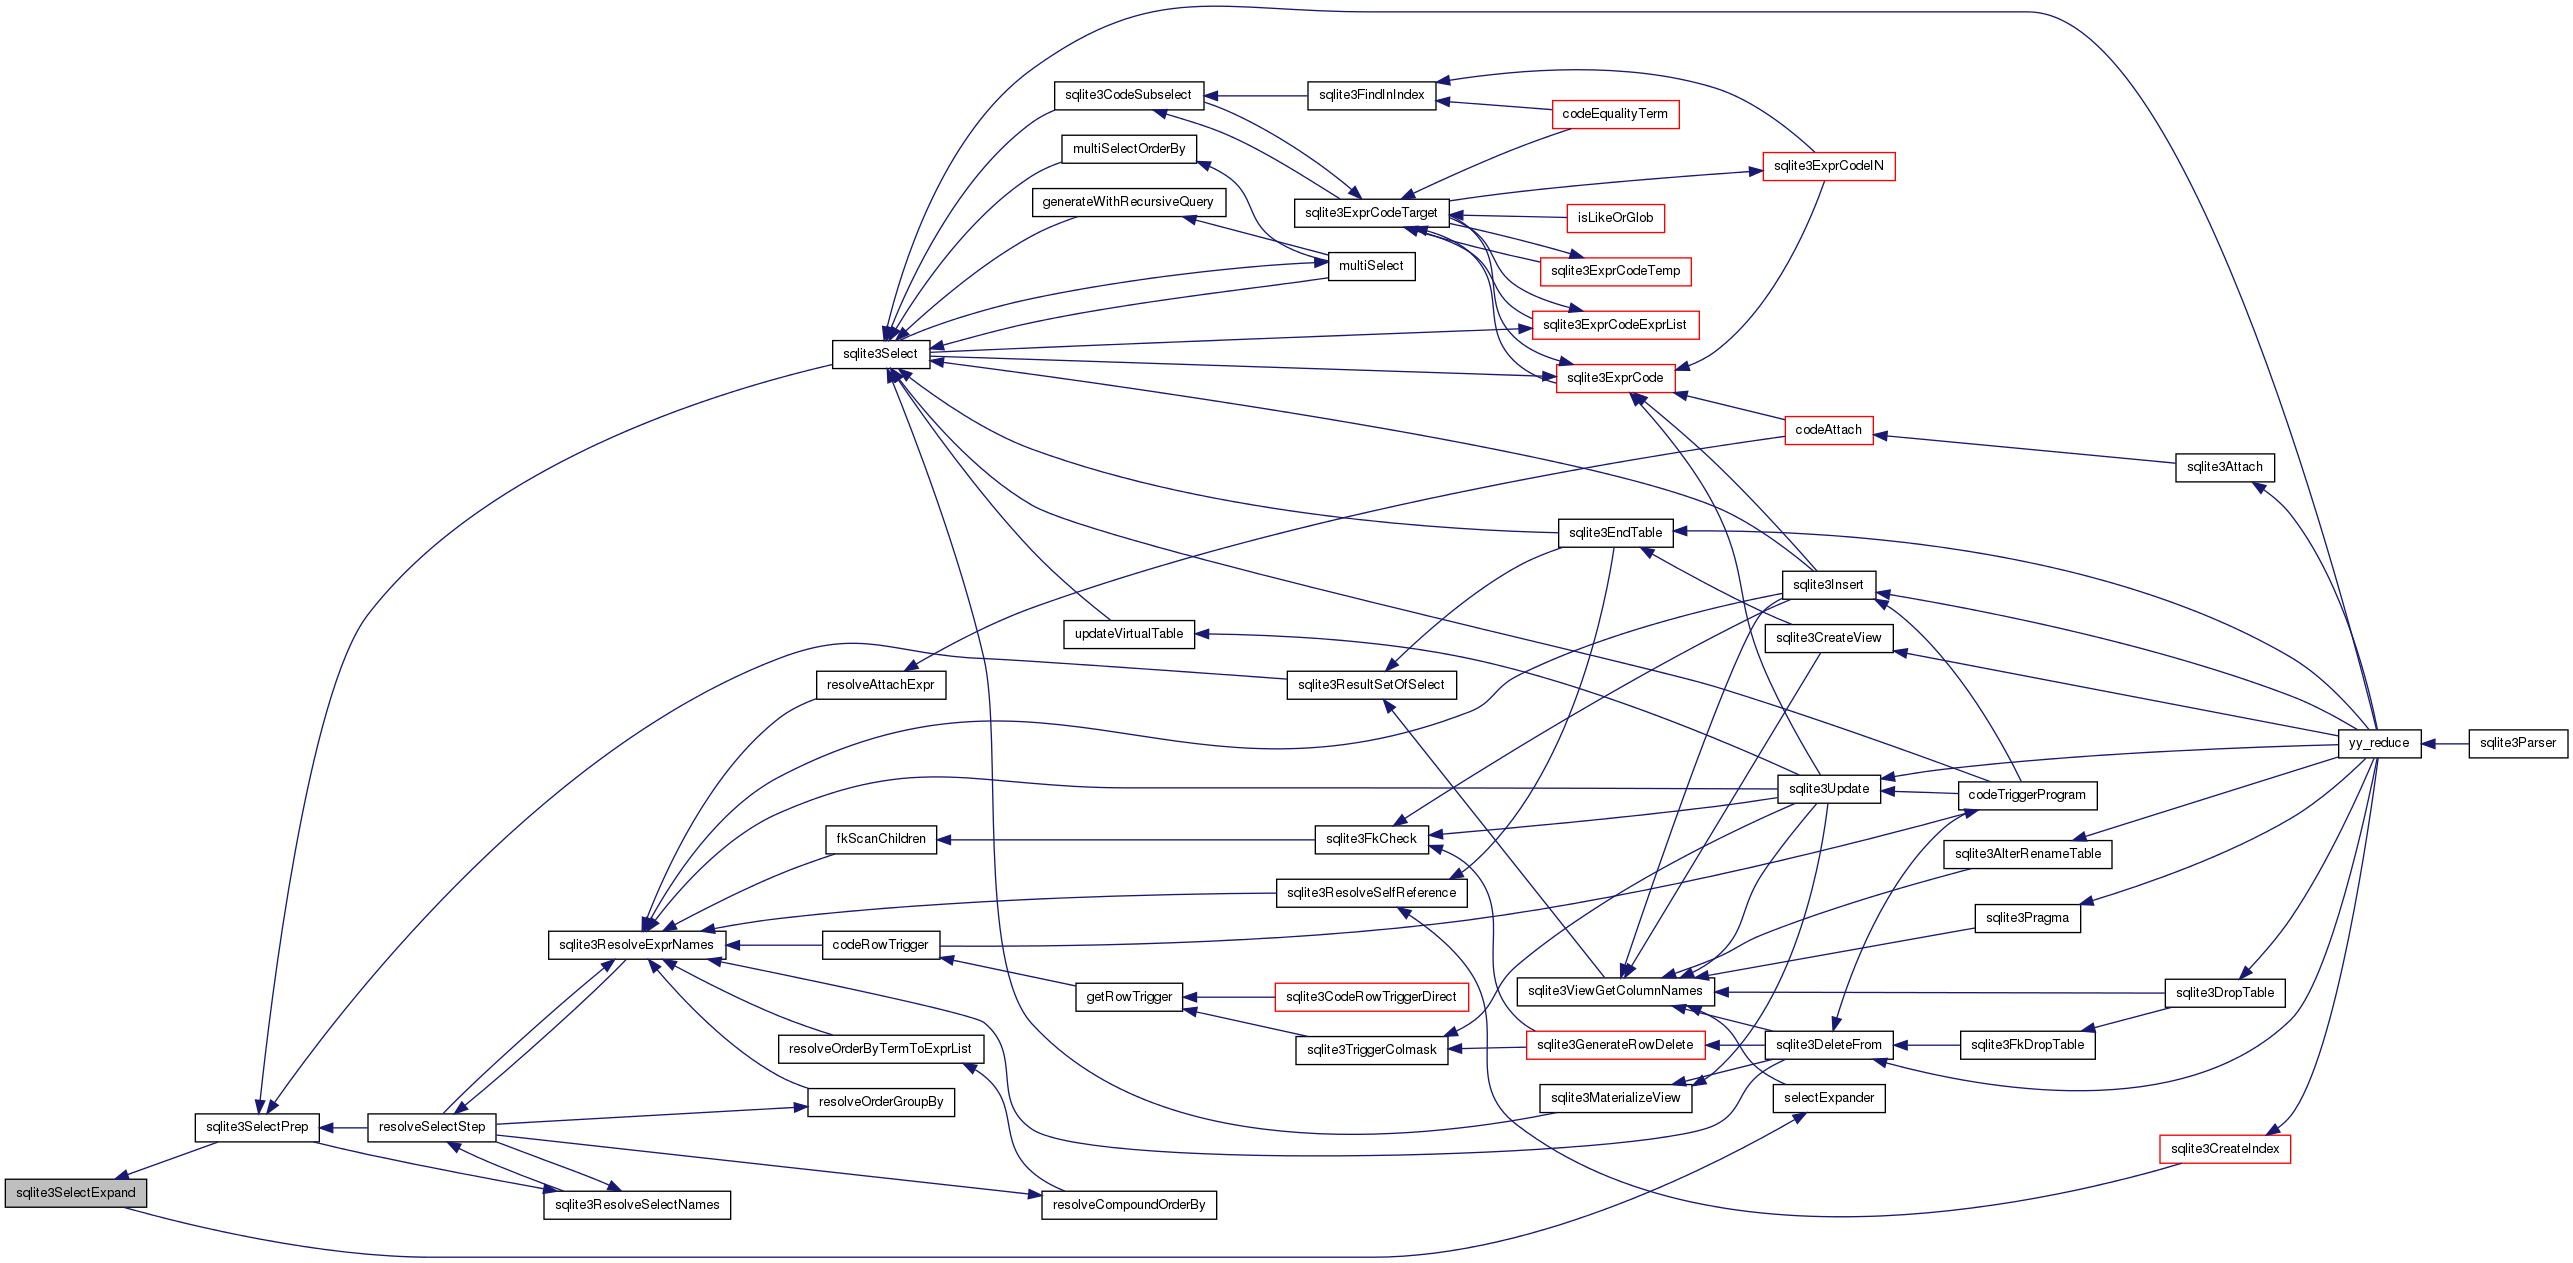 sqlite3CodeSubselect
sqlite3FindInIndex
codeEqualityTerm
multiSelectOrderBy
sqlite3ExprCodeIN
generateWithRecursiveQuery
sqlite3ExprCodeTarget
isLikeOrGlob
multiSelect
sqlite3ExprCodeTemp
sqlite3ExprCodeExprList
sqlite3Select
sqlite3ExprCode
codeAttach
sqlite3Attach
sqlite3EndTable
sqlite3Insert
updateVirtualTable
sqlite3CreateView
resolveAttachExpr
sqlite3ResultSetOfSelect
yy_reduce
sqlite3Parser
sqlite3Update
codeTriggerProgram
fkScanChildren
sqlite3FkCheck
sqlite3AlterRenameTable
sqlite3ResolveSelfReference
sqlite3Pragma
sqlite3ResolveExprNames
codeRowTrigger
getRowTrigger
sqlite3CodeRowTriggerDirect
sqlite3ViewGetColumnNames
sqlite3DropTable
resolveOrderByTermToExprList
sqlite3TriggerColmask
sqlite3GenerateRowDelete
sqlite3DeleteFrom
sqlite3FkDropTable
resolveOrderGroupBy
sqlite3MaterializeView
selectExpander
sqlite3SelectPrep
resolveSelectStep
sqlite3CreateIndex
sqlite3SelectExpand
sqlite3ResolveSelectNames
resolveCompoundOrderBy